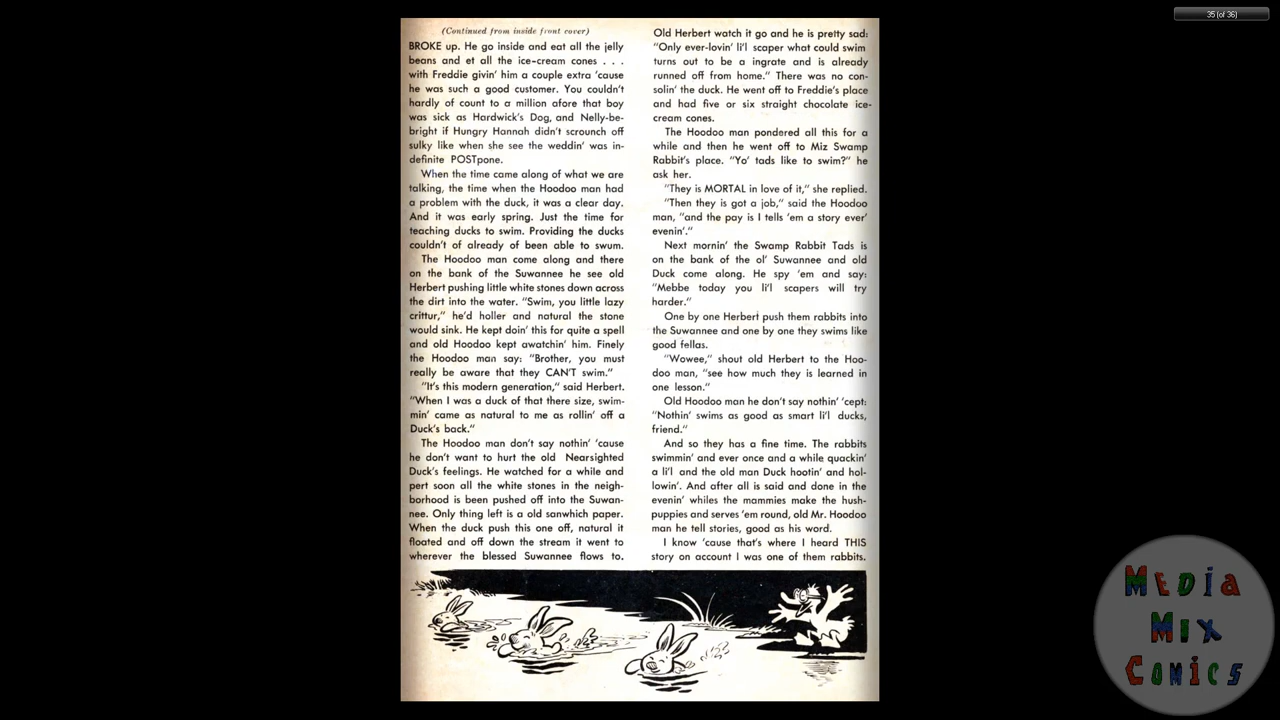 35 (of 36)
(Continued from inside front cover)
BROKE up. He go inside and eat all the jelly
beans and et all the ice-cream cones . . .
with Freddie givin' him a couple extra 'cause
he was such a good customer. You couldn't
hardly of count to a million afore that boy
was sick as Hardwick's Dog, and Nelly-be-
bright if Hungry Hannah didn't scrounch off
sulky like when she see the weddin' was in-
definite POSTpone.
When the time came along of what we are
talking, the time when the Hoodoo man had
a problem with the duck, it was a clear day.
And it was early spring. Just the time for
teaching ducks to swim. Providing the ducks
couldn't of already of been able to swum.
The Hoodoo man come along and there
on the bank of the Suwannee he see old
Herbert pushing little white stones down across
the dirt into the water. "Swim, you little lazy
crittur," he'd holler and natural the stone
would sink. He kept doin' this for quite a spell
and old Hoodoo kept awatchin' him. Finely
the Hoodoo man say: "Brother, you must
really be aware that they CAN'T swim."
"It's this modern generation," said Herbert.
"When I was a duck of that there size, swim-
min' came as natural to me as rollin' off a
Duck's back."
The Hoodoo man don't say nothin' 'cause
he don't want to hurt the old Nearsighted
Duck's feelings. He watched for a while and
pert soon all the white stones in the neigh-
borhood is been pushed off into the Suwan-
nee. Only thing left is a old sanwhich paper.
When the duck push this one off, natural it
floated and off down the stream it went to
wherever the blessed Suwannee flows to.
Old Herbert watch it go and he is pretty sad:
"Only ever-lovin' li'l scaper what could swim
turns out to be a ingrate and is already
runned off from home." There was no con-
solin' the duck. He went off to Freddie's place
and had five or six straight chocolate ice-
cream cones.
The Hoodoo man pondered all this for a
while and then he went off to Miz Swamp
Rabbit's place. "Yo' tads like to swim?" he
ask her.
"They is MORTAL in love of it," she replied.
"Then they is got a job," said the Hoodoo
man, "and the pay is I tells 'em a story ever'
evenin'."
Next mornin' the Swamp Rabbit Tads is
on the bank of the ol' Suwannee and old
Duck come along. He spy 'em and say:
"Mebbe today you li'l scapers will try
harder."
One by one Herbert push them rabbits into
the Suwannee and one by one they swims like
good fellas.
"Wowee," shout old Herbert to the Hoo-
doo man, "see how much they is learned in
one lesson."
Old Hoodoo man he don't say nothin' 'cept:
"Nothin' swims as good as smart li'l ducks,
friend."
And so they has a fine time. The rabbits
swimmin' and ever once and a while quackin'
a li'l and the old man Duck hootin' and hol-
lowin'. And after all is said and done in the
evenin' whiles the mammies make the hush-
puppies and serves 'em round, old Mr. Hoodoo
man he tell stories, good as his word.
I know 'cause that's where I heard THIS
story on account I was one of them rabbits.
MEDia
Mix
COMiCS